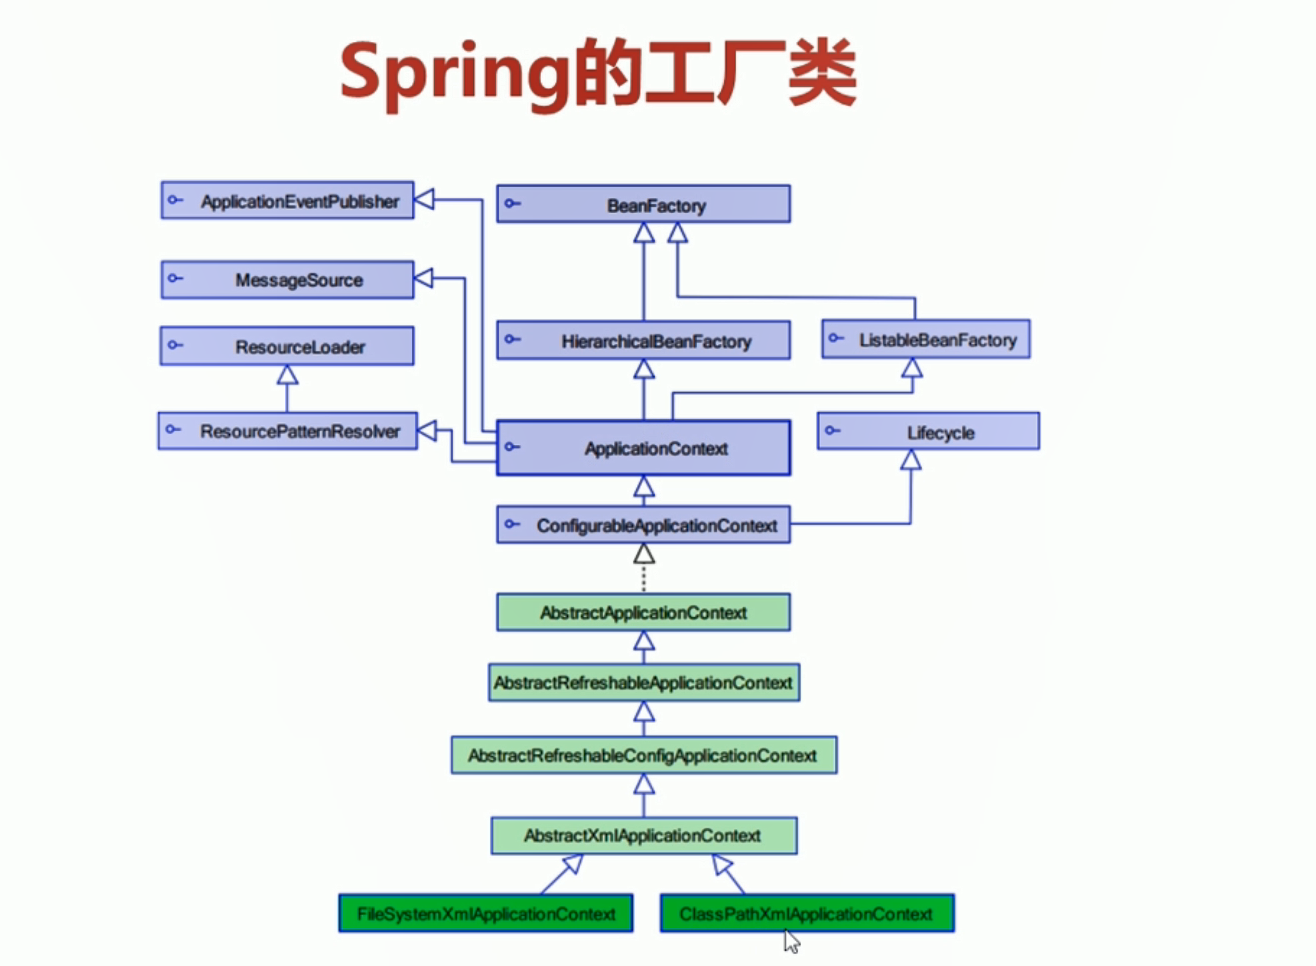 Spring的工厂类
ApplicationEventPublisher
BeanFactory
MessageSource
ResourceLoader
HierarchicalBeanFactory
ListableBeanFactory
ResourcePatternResolver
ApplicationContext
Lifecycle
ConfigurableApplicationContext
AbstractApplicationContext
AbstractRefreshableApplicationContext
AbstractRefreshableConfigApplicationContext
AbstractXmlApplicationContext
FileSystemXmlApplicationContext
ClassPathXmlApplicationContext